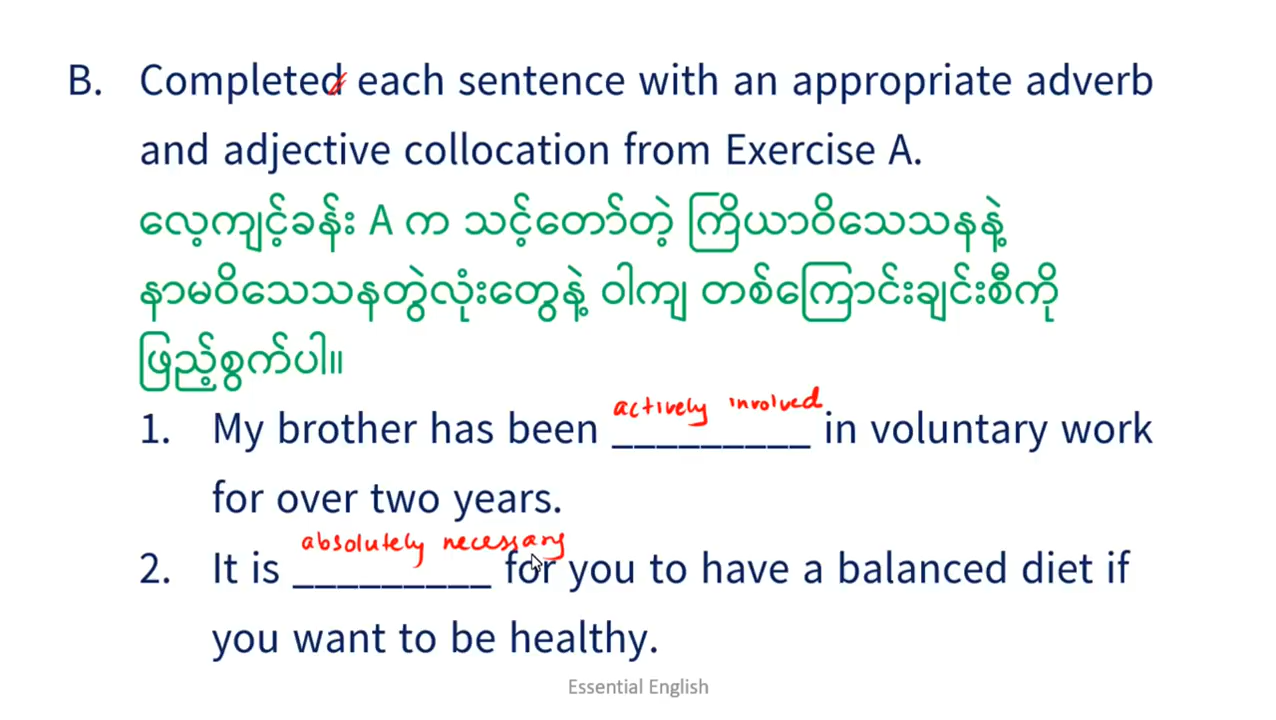 B. Completed each sentence with an appropriate adverb
and adjective collocation from Exercise A.
လေ့ကျင့်ခန်း A က သင့်တော်တဲ့ ကြိယာဝိသေသနနဲ့
နာမဝိသေသနတွဲလုံးတွေနဲ့ ဝါကျ တစ်ကြောင်းချင်းစီကို
ဖြည့်စွက်ပါ။
actively involved
1. My brother has been _________ in voluntary work
for over two years.
absolutely necessary
2. It is _________ for you to have a balanced diet if
you want to be healthy.
Essential English